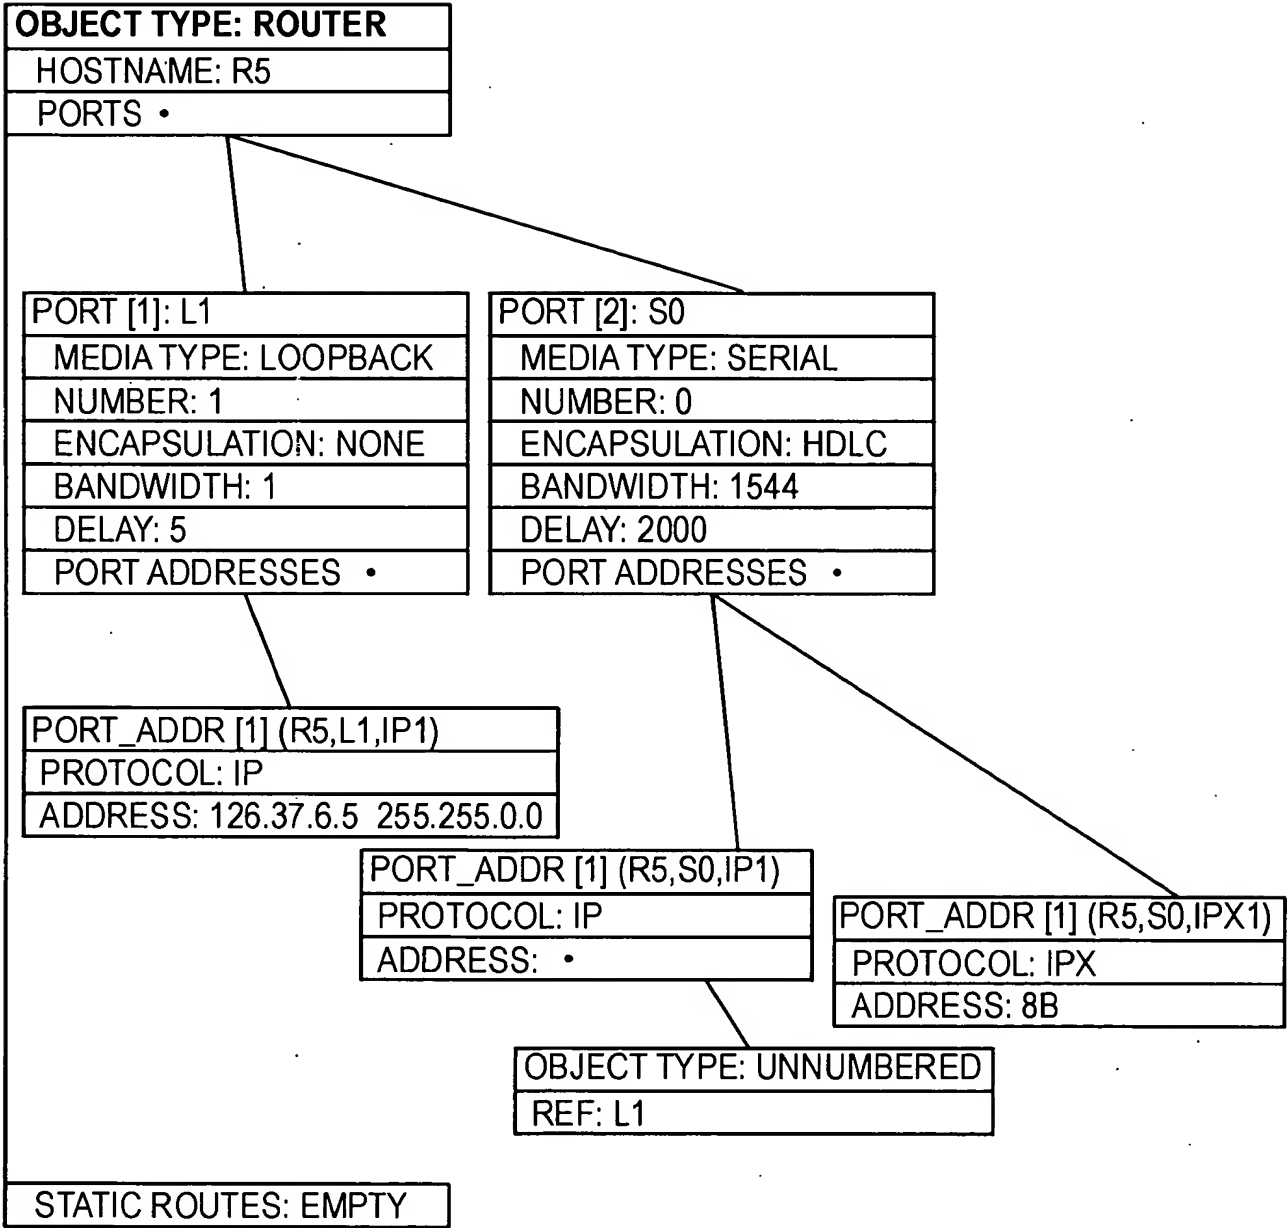 OBJECT TYPE: ROUTER
HOSTNAME: R5
PORTS •
PORT [1]: L1
MEDIA TYPE: LOOPBACK
NUMBER: 1
ENCAPSULATION: NONE
BANDWIDTH: 1
DELAY: 5
PORT ADDRESSES •
PORT [2]: S0
MEDIA TYPE: SERIAL
NUMBER: 0
ENCAPSULATION: HDLC
BANDWIDTH: 1544
DELAY: 2000
PORT ADDRESSES •
PORT_ADDR [1] (R5,L1,IP1)
PROTOCOL: IP
ADDRESS: 126.37.6.5 255.255.0.0
PORT_ADDR [1] (R5,S0,IP1)
PROTOCOL: IP
ADDRESS: •
PORT_ADDR [1] (R5,S0,IPX1)
PROTOCOL: IPX
ADDRESS: 8B
OBJECT TYPE: UNNUMBERED
REF: L1
STATIC ROUTES: EMPTY